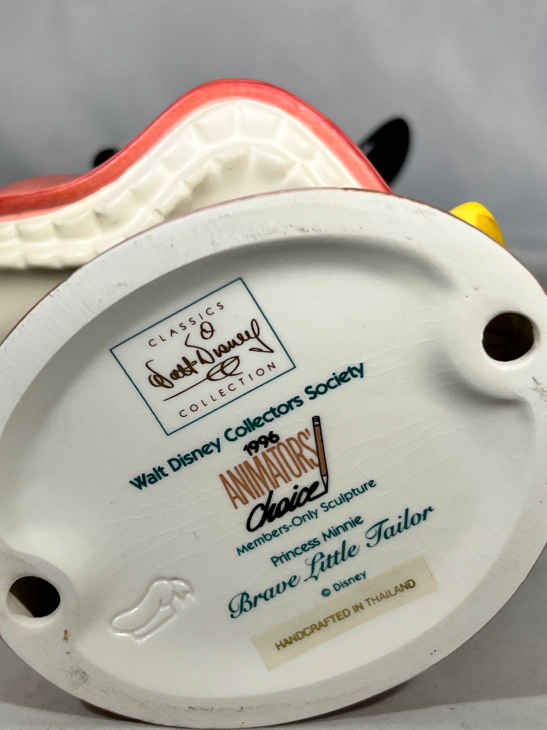 CLASSICS
Walt Disney
COLLECTION
Walt Disney Collectors Society
1996
ANIMATORS'
Choice
Members-Only Sculpture
Princess Minnie
Brave Little Tailor
© Disney
HANDCRAFTED IN THAILAND